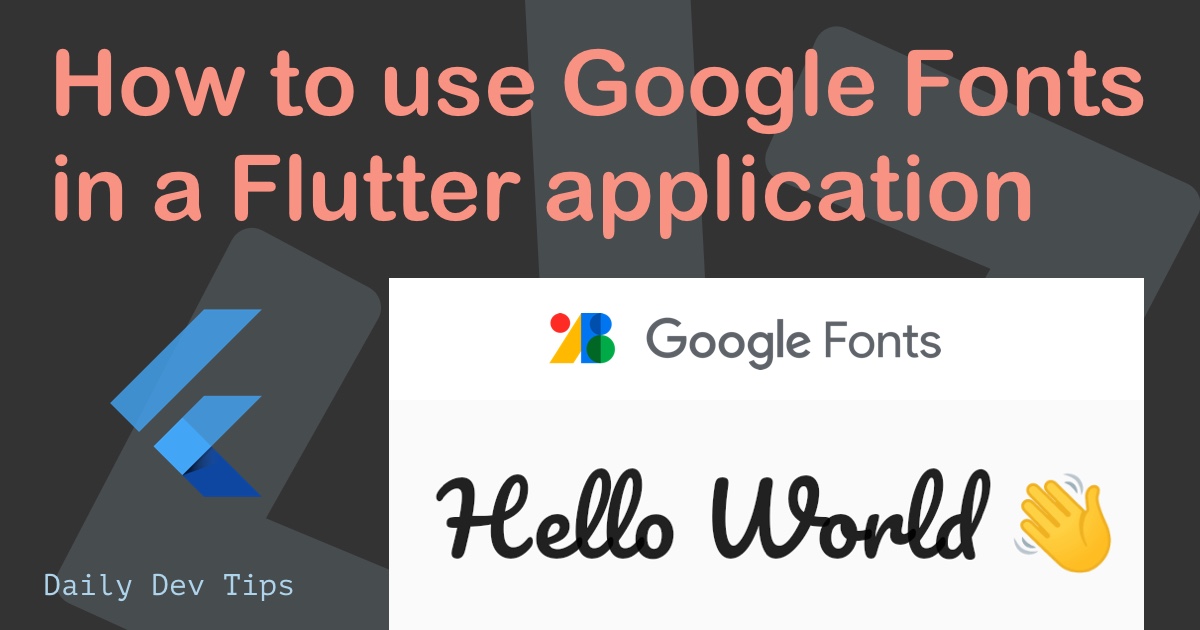 How to use Google Fonts
in a Flutter application
Google Fonts
Hello World 👋
Daily Dev Tips